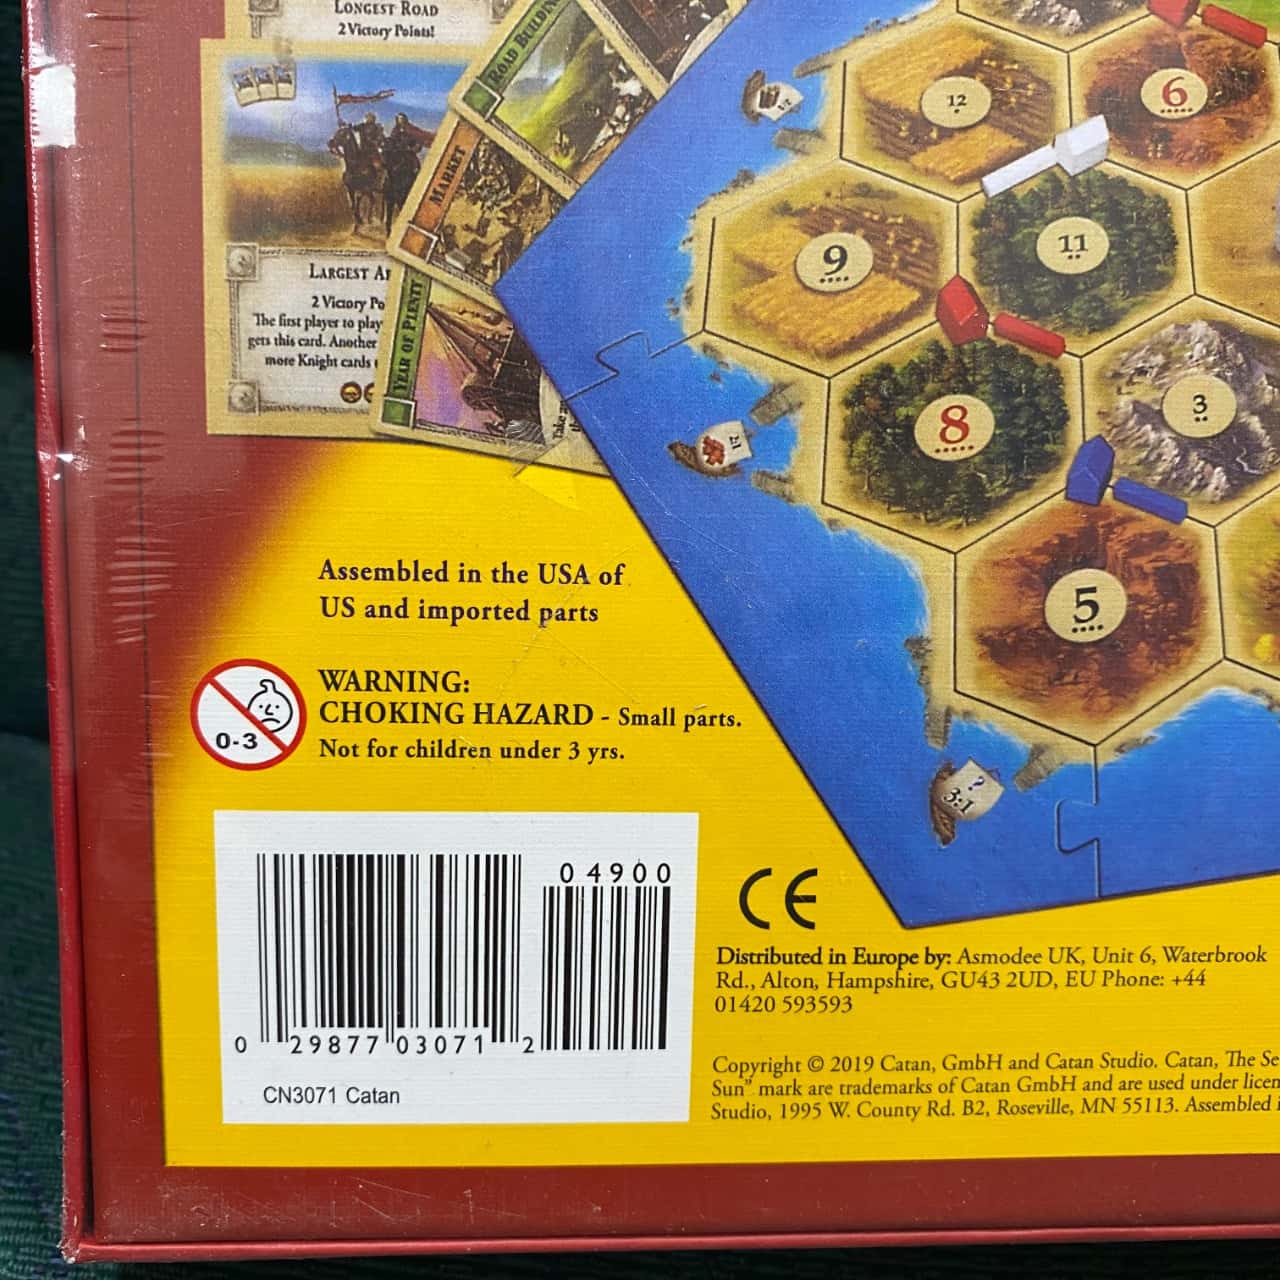 Longest Road
2 Victory Points!
Road Building
Market
Year of Plenty
Largest
2 Victory
The first player to play
gets this card. Another
more Knight cards
12
6
9
11
8
3
5
2:1
?
3:1
Assembled in the USA of
US and imported parts
WARNING:
CHOKING HAZARD - Small parts.
Not for children under 3 yrs.
0-3
04900
0 29877 03071 2
CN3071 Catan
CE
Distributed in Europe by: Asmodee UK, Unit 6, Waterbrook
Rd., Alton, Hampshire, GU43 2UD, EU Phone: +44
01420 593593
Copyright © 2019 Catan, GmbH and Catan Studio. Catan, The
Sun” mark are trademarks of Catan GmbH and are used under
Studio, 1995 W. County Rd. B2, Roseville, MN 55113. Assembled